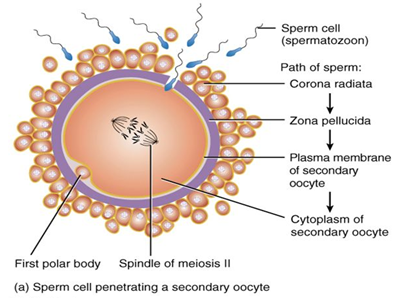 Sperm cell
(spermatozoon)
Path of sperm:
Corona radiata
Zona pellucida
Plasma membrane
of secondary
oocyte
Cytoplasm of
secondary oocyte
First polar body
Spindle of meiosis II
(a) Sperm cell penetrating a secondary oocyte